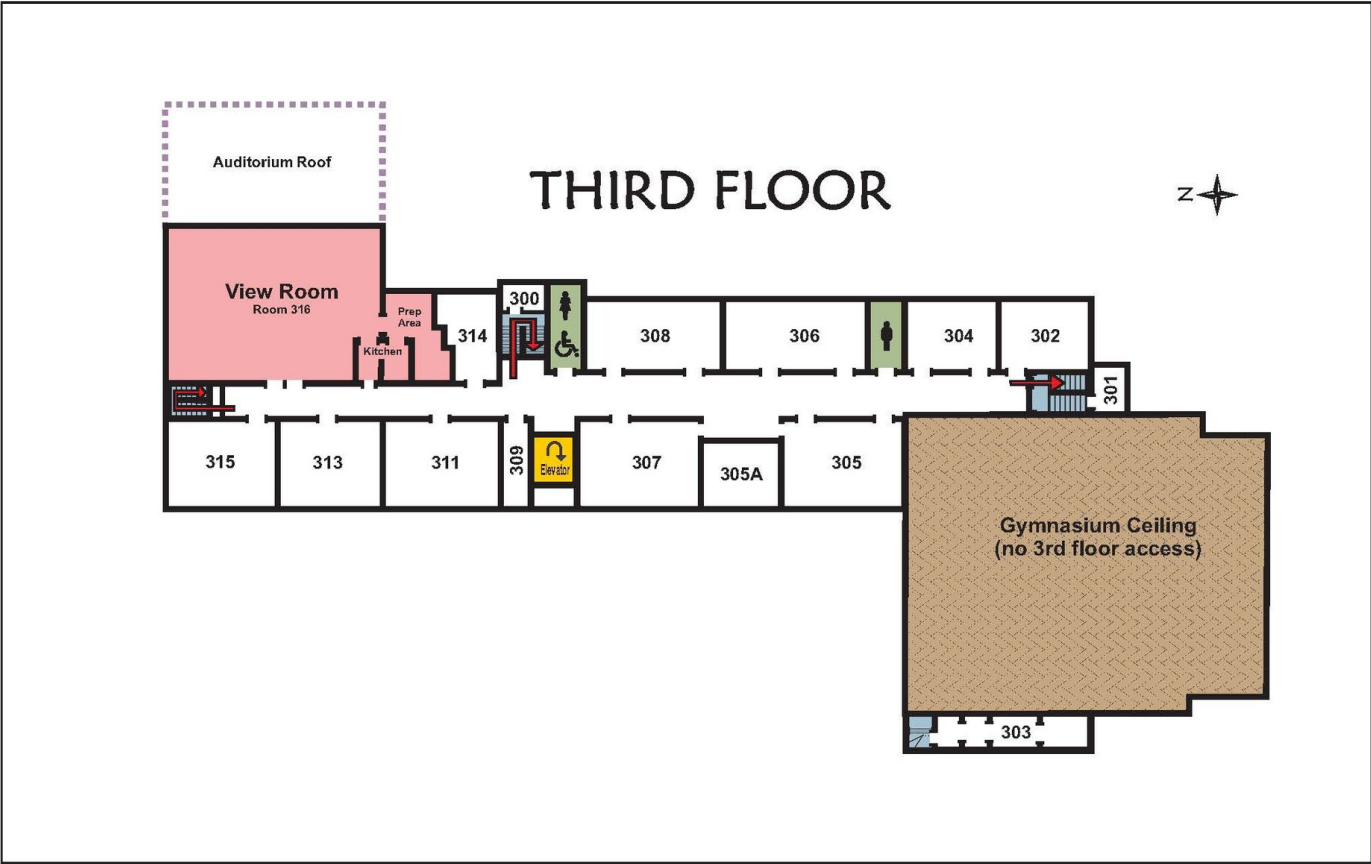 Auditorium Roof
THIRD FLOOR
N
View Room
Room 316
Prep
Area
Kitchen
314
300
308
306
304
302
301
315
313
311
309
Elevator
307
305A
305
Gymnasium Ceiling
(no 3rd floor access)
303